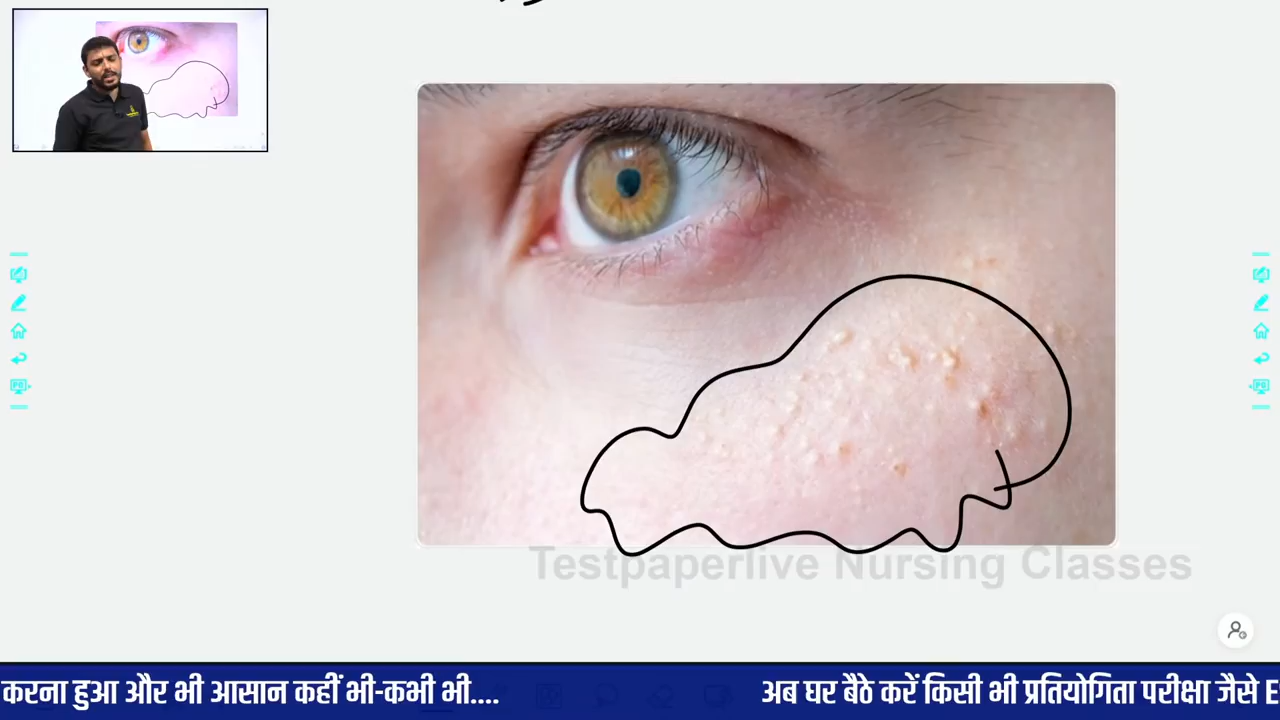 Testpaperlive Nursing Classes
करना हुआ और भी आसान कहीं भी-कभी भी.... अब घर बैठे करें किसी भी प्रतियोगिता परीक्षा जैसे E